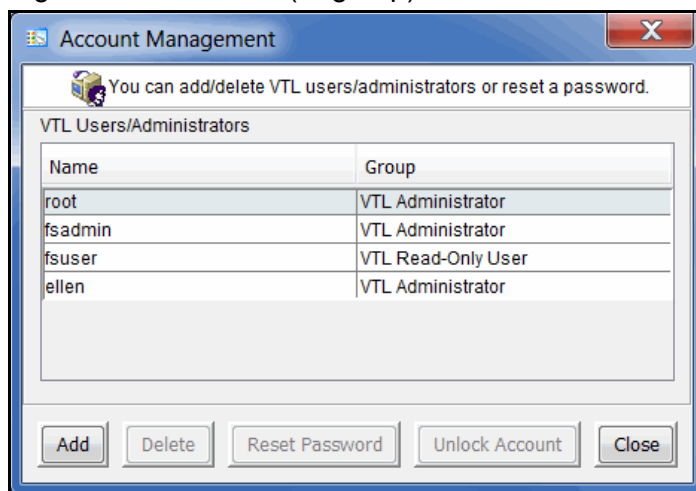 Account Management
You can add/delete VTL users/administrators or reset a password.
VTL Users/Administrators
Name Group
root VTL Administrator
fsadmin VTL Administrator
fsuser VTL Read-Only User
ellen VTL Administrator
Add Delete Reset Password Unlock Account Close